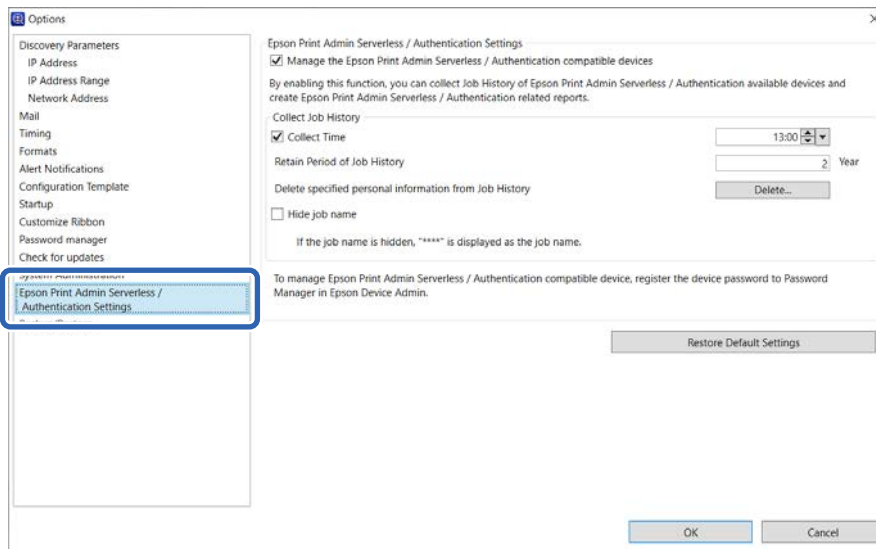 Options
Discovery Parameters
IP Address
IP Address Range
Network Address
Mail
Timing
Formats
Alert Notifications
Configuration Template
Startup
Customize Ribbon
Password manager
Check for updates
System Administration
Epson Print Admin Serverless /
Authentication Settings
Epson Print Admin Serverless / Authentication Settings
Manage the Epson Print Admin Serverless / Authentication compatible devices
By enabling this function, you can collect Job History of Epson Print Admin Serverless / Authentication available devices and
create Epson Print Admin Serverless / Authentication related reports.
Collect Job History
Collect Time
13:00
Retain Period of Job History
2 Year
Delete specified personal information from Job History
Delete...
Hide job name
If the job name is hidden, "****" is displayed as the job name.
To manage Epson Print Admin Serverless / Authentication compatible device, register the device password to Password
Manager in Epson Device Admin.
Restore Default Settings
OK
Cancel